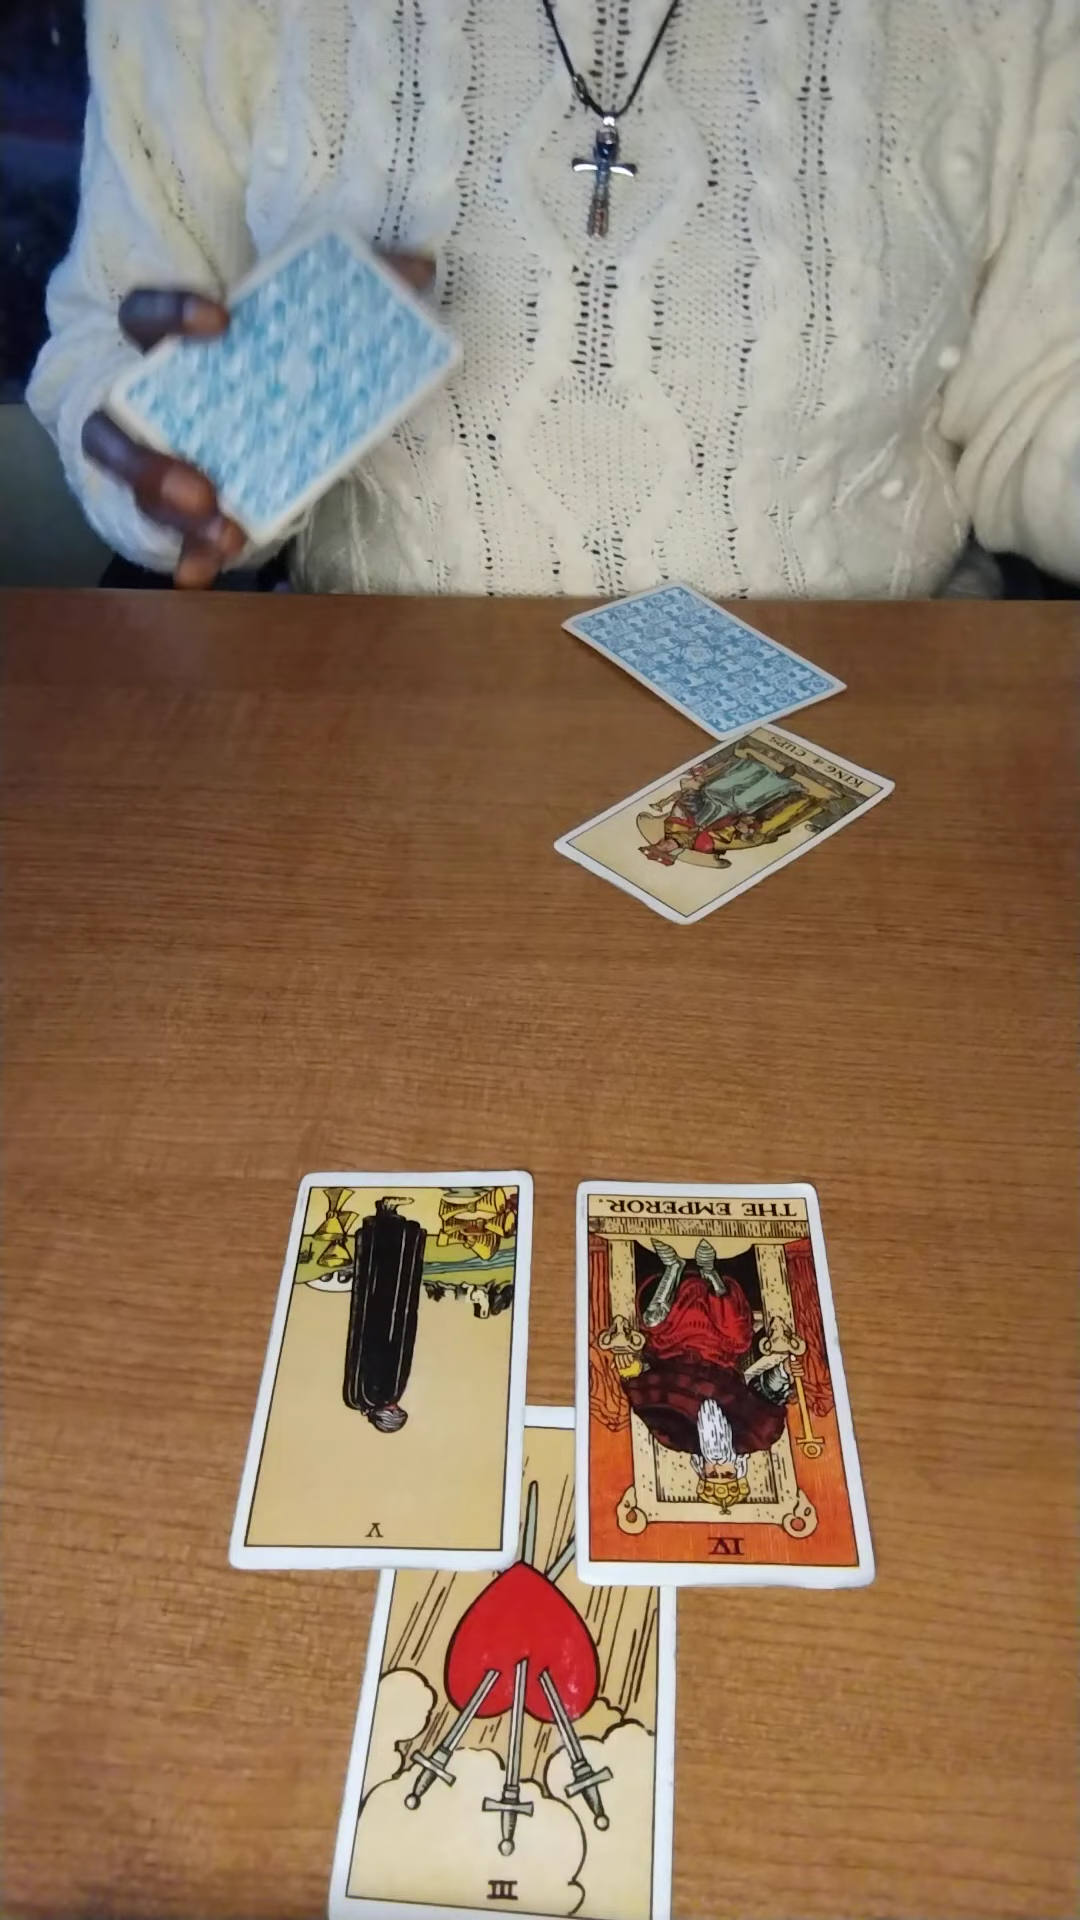 KING of CUPS
THE EMPEROR.
V
IV
III